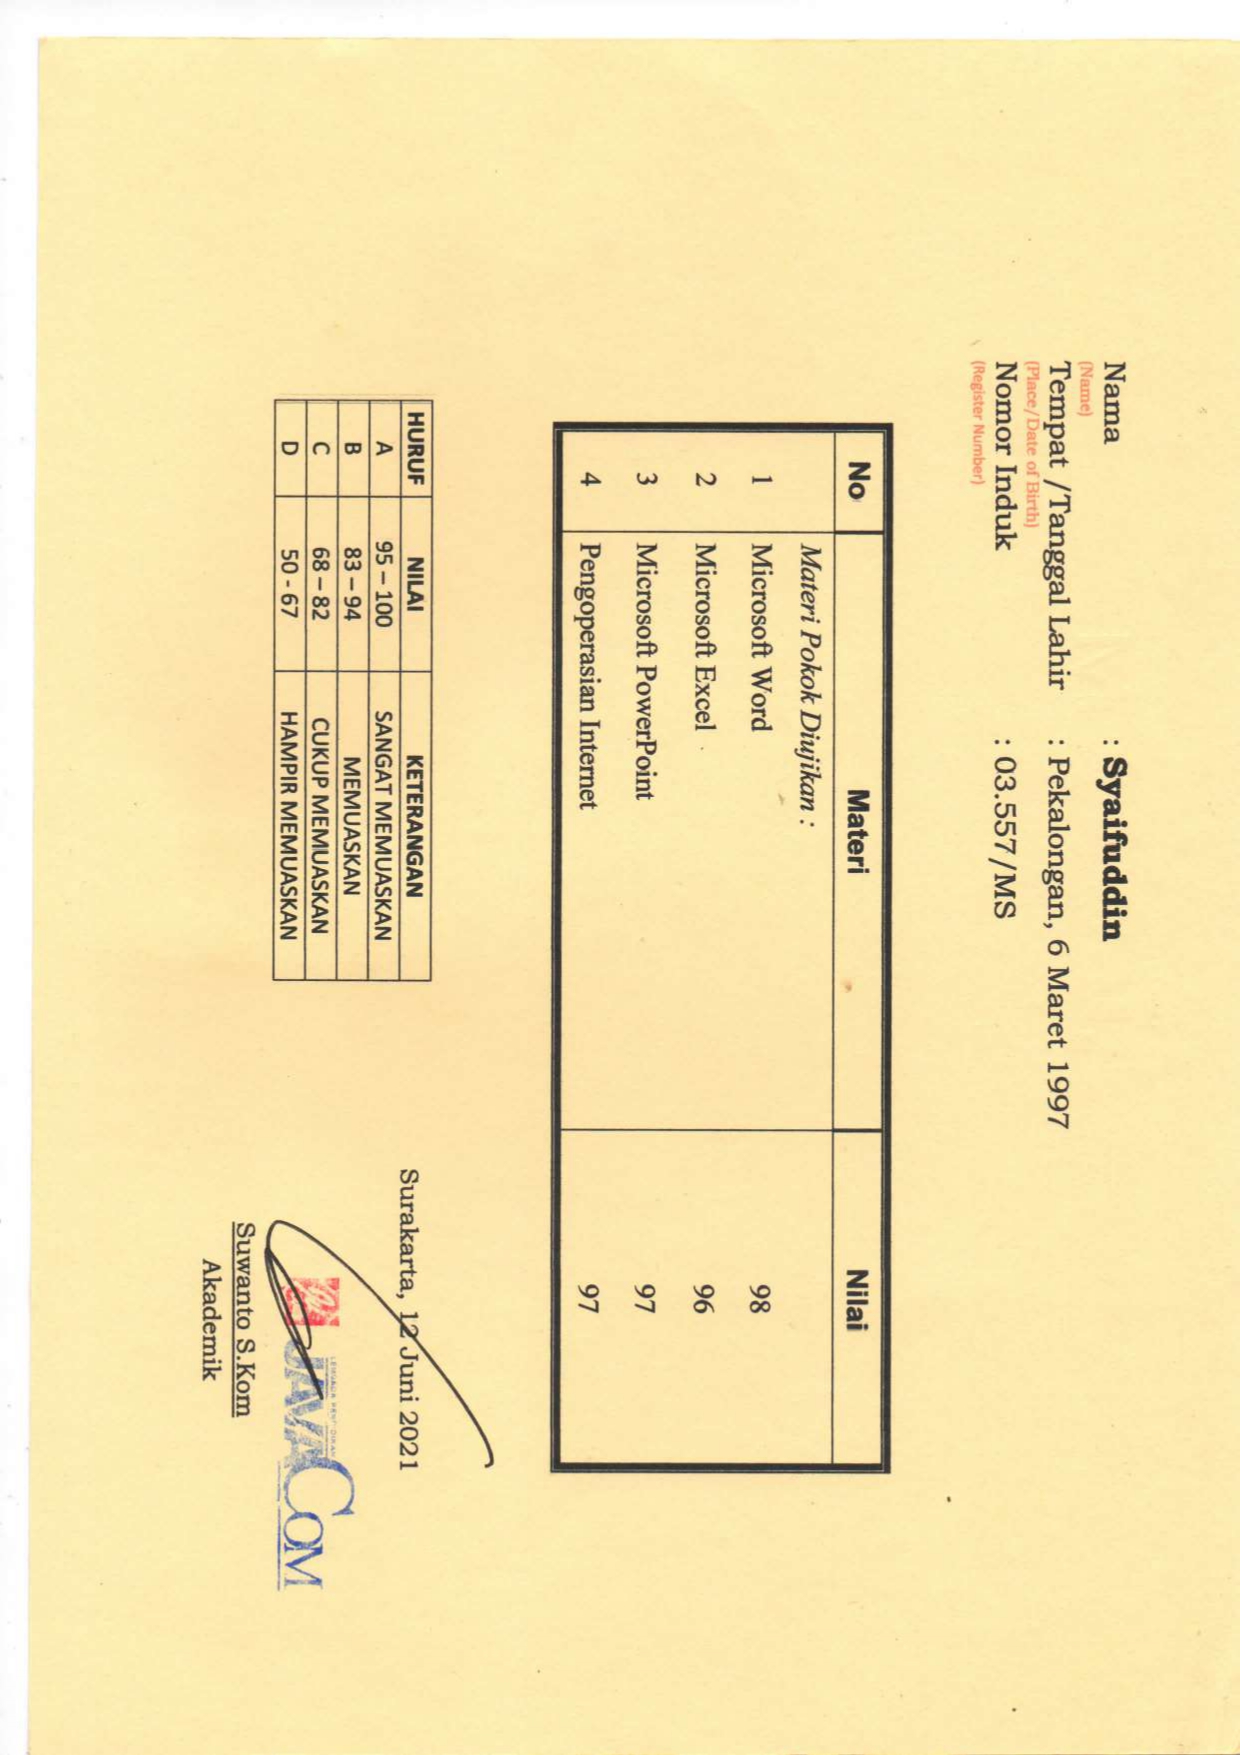 Nama : Syaifuddin
(Name)
Tempat /Tanggal Lahir : Pekalongan, 6 Maret 1997
(Place/Date of Birth)
Nomor Induk : 03.557/MS
(Register Number)
No Materi Nilai
Materi Pokok Diujikan :
1 Microsoft Word 98
2 Microsoft Excel 96
3 Microsoft PowerPoint 97
4 Pengoperasian Internet 97
HURUF NILAI KETERANGAN
A 95 – 100 SANGAT MEMUASKAN
B 83 – 94 MEMUASKAN
C 68 – 82 CUKUP MEMUASKAN
D 50 - 67 HAMPIR MEMUASKAN
Surakarta, 12 Juni 2021
LEMBAGA PENDIDIKAN
JAVACOM
Suwanto S.Kom
Akademik